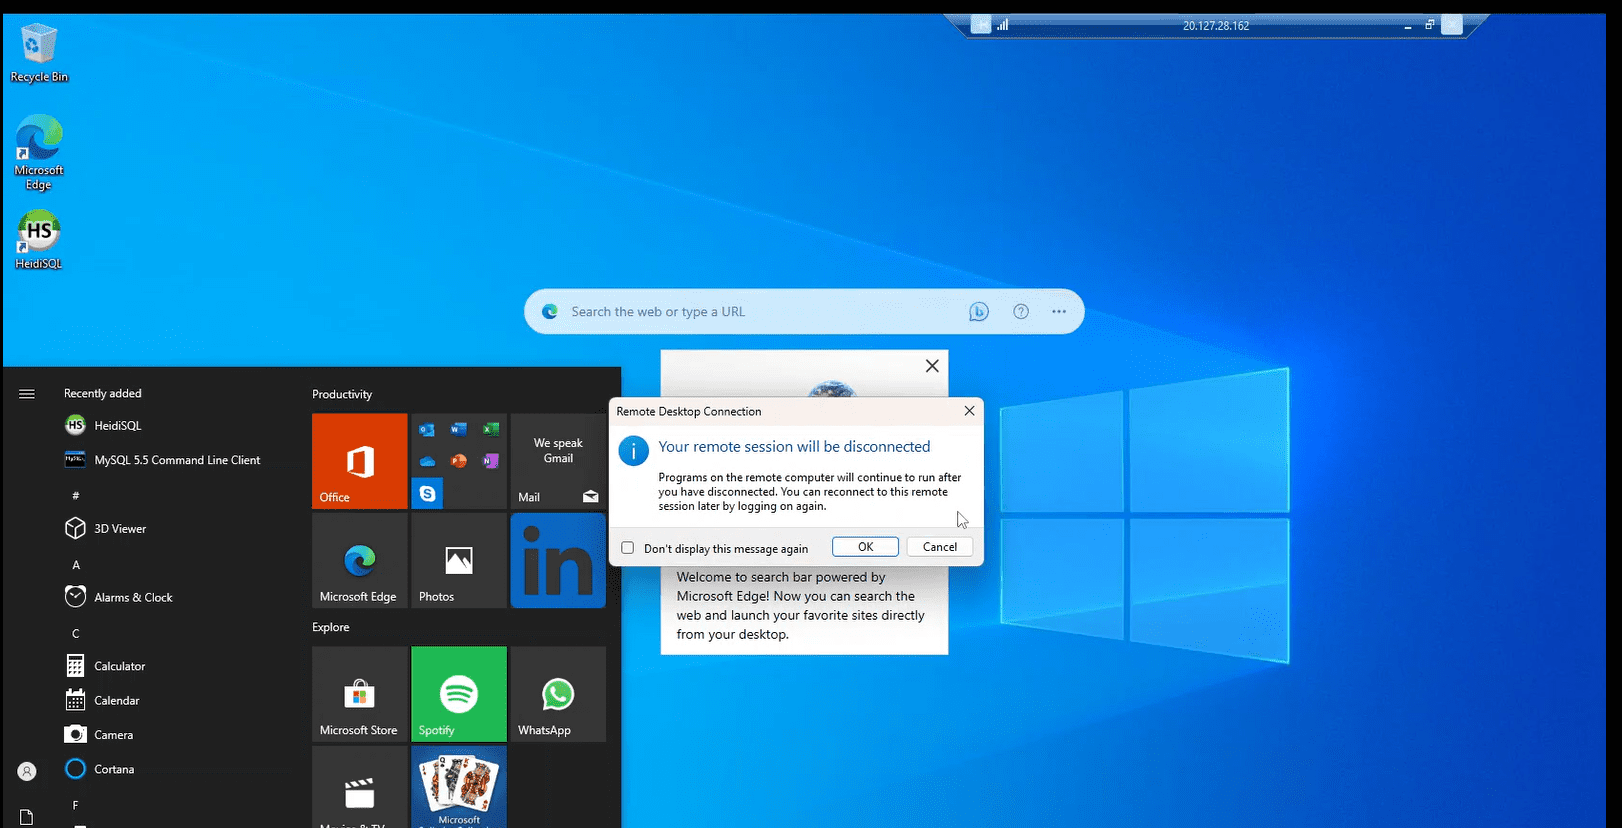 20.127.28.162
Recycle Bin
Microsoft
Edge
HS
HeidiSQL
Search the web or type a URL
Recently added
HS
HeidiSQL
MySQL 5.5 Command Line Client
#
3D Viewer
A
Alarms & Clock
C
Calculator
Calendar
Camera
Cortana
F
Productivity
Office
We speak
Gmail
Mail
Microsoft Edge
Photos
in
Explore
Microsoft Store
Spotify
WhatsApp
Movies & TV
Microsoft
Remote Desktop Connection
Your remote session will be disconnected
Programs on the remote computer will continue to run after
you have disconnected. You can reconnect to this remote
session later by logging on again.
Don't display this message again
OK
Cancel
Welcome to search bar powered by
Microsoft Edge! Now you can search the
web and launch your favorite sites directly
from your desktop.